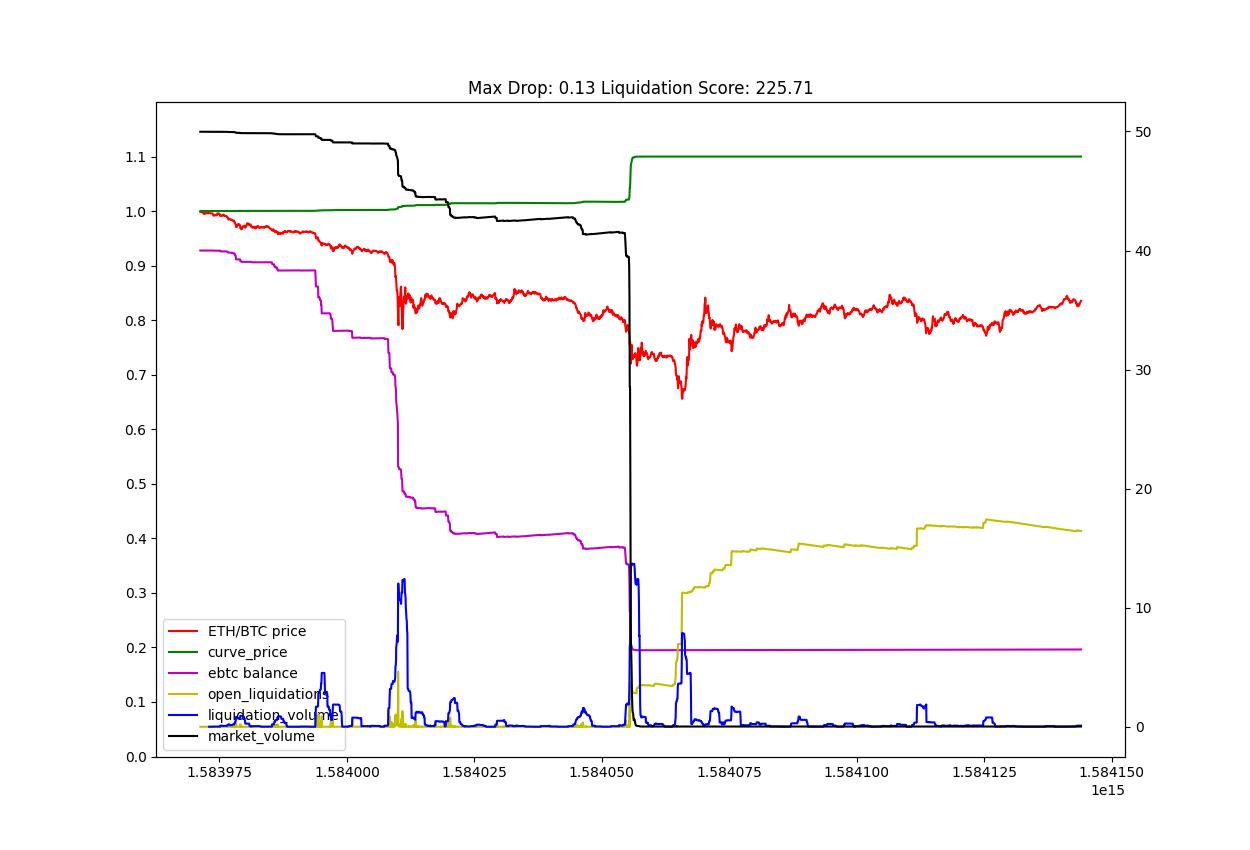 Max Drop: 0.13 Liquidation Score: 225.71
1.1
1.0
0.9
0.8
0.7
0.6
0.5
0.4
0.3
0.2
0.1
0.0
50
40
30
20
10
0
ETH/BTC price
curve_price
ebtc balance
open_liquidations
liquidation_volume
market_volume
1.583975 1.584000 1.584025 1.584050 1.584075 1.584100 1.584125 1.584150
1e15